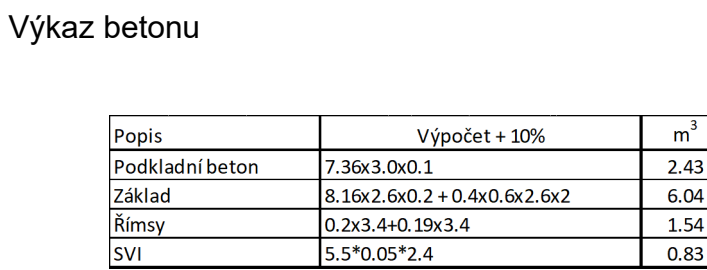 Výkaz betonu
Popis Výpočet + 10% m³
Podkladní beton 7.36x3.0x0.1 2.43
Základ 8.16x2.6x0.2 + 0.4x0.6x2.6x2 6.04
Římsy 0.2x3.4+0.19x3.4 1.54
SVI 5.5*0.05*2.4 0.83